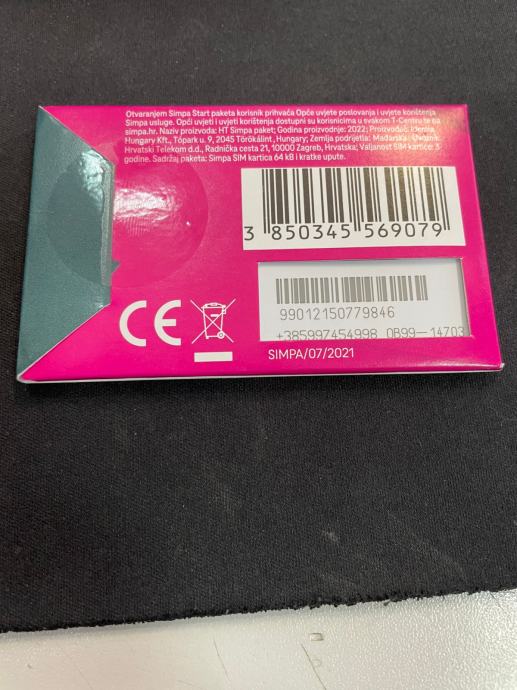 Otvaranjem Simpa Start paketa korisnik prihvaća Opće uvjete poslovanja i uvjete korištenja
Simpa usluge. Opći uvjeti i uvjeti korištenja dostupni su korisnicima u svakom T-Centru te na
simpa.hr. Naziv proizvoda: HT Simpa paket; Godina proizvodnje: 2022; Proizvođač: Idemia
Hungary Kft., Tópark u. 9, 2045 Törökálint, Hungary; Zemlja podrijetla: Mađarska; Uvoznik:
Hrvatski Telekom d.d., Radnička cesta 21, 10000 Zagreb, Hrvatska; Valjanost SIM kartice: 3
godine. Sadržaj paketa: Simpa SIM kartica 64 kB i kratke upute.
3 850345 569079
99012150779846
+385997454998 0B99–14703
CE
SIMPA/07/2021